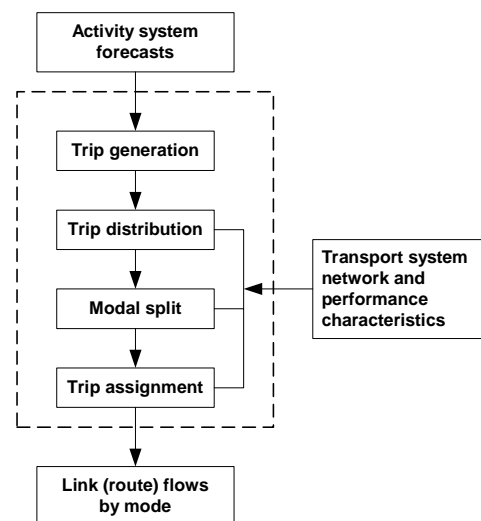 Activity system
forecasts
Trip generation
Trip distribution
Modal split
Trip assignment
Transport system
network and
performance
characteristics
Link (route) flows
by mode